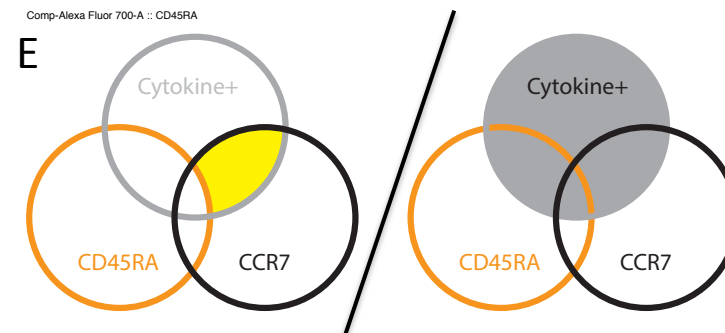 Comp-Alexa Fluor 700-A :: CD45RA
E
Cytokine+
Cytokine+
CD45RA
CCR7
CD45RA
CCR7